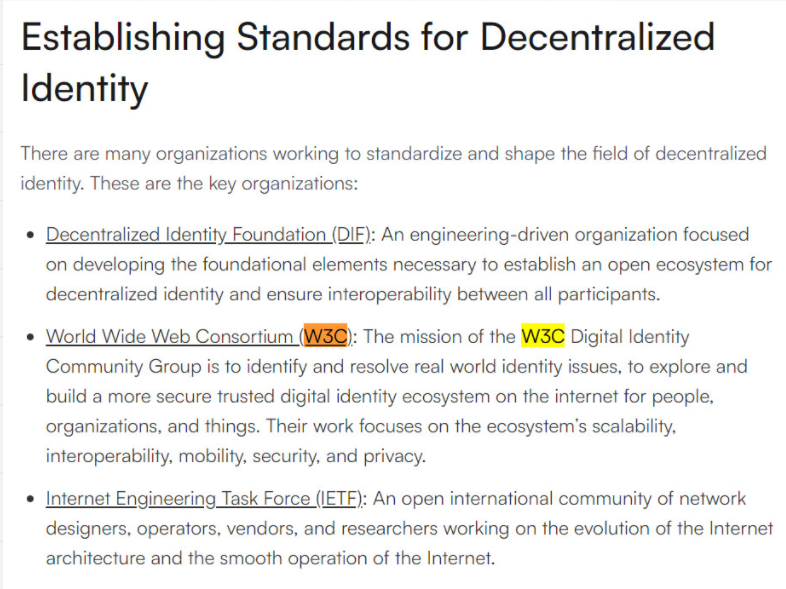 Establishing Standards for Decentralized
Identity
There are many organizations working to standardize and shape the field of decentralized
identity. These are the key organizations:
• Decentralized Identity Foundation (DIF): An engineering-driven organization focused
on developing the foundational elements necessary to establish an open ecosystem for
decentralized identity and ensure interoperability between all participants.
• World Wide Web Consortium (W3C): The mission of the W3C Digital Identity
Community Group is to identify and resolve real world identity issues, to explore and
build a more secure trusted digital identity ecosystem on the internet for people,
organizations, and things. Their work focuses on the ecosystem’s scalability,
interoperability, mobility, security, and privacy.
• Internet Engineering Task Force (IETF): An open international community of network
designers, operators, vendors, and researchers working on the evolution of the Internet
architecture and the smooth operation of the Internet.